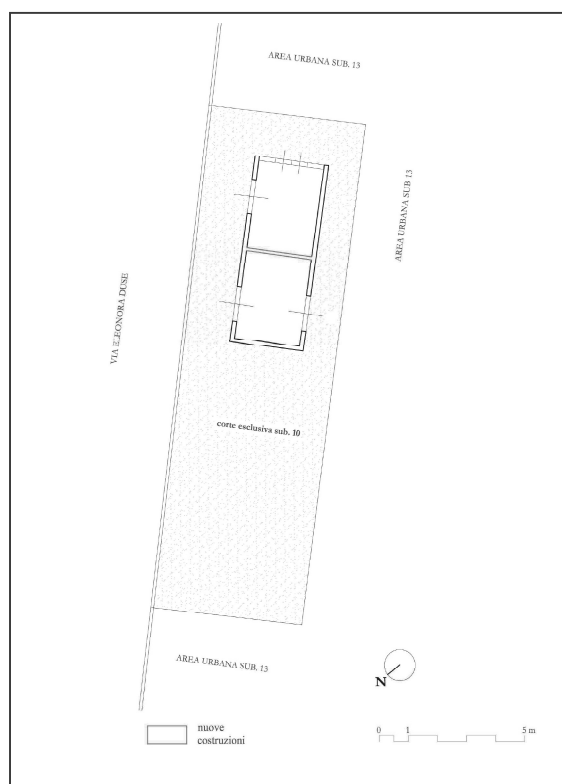 AREA URBANA SUB. 13
AREA URBANA SUB 13
VIA ELEONORA DUSE
corte esclusiva sub. 10
AREA URBANA SUB. 13
N
nuove
costruzioni
0 1 5 m